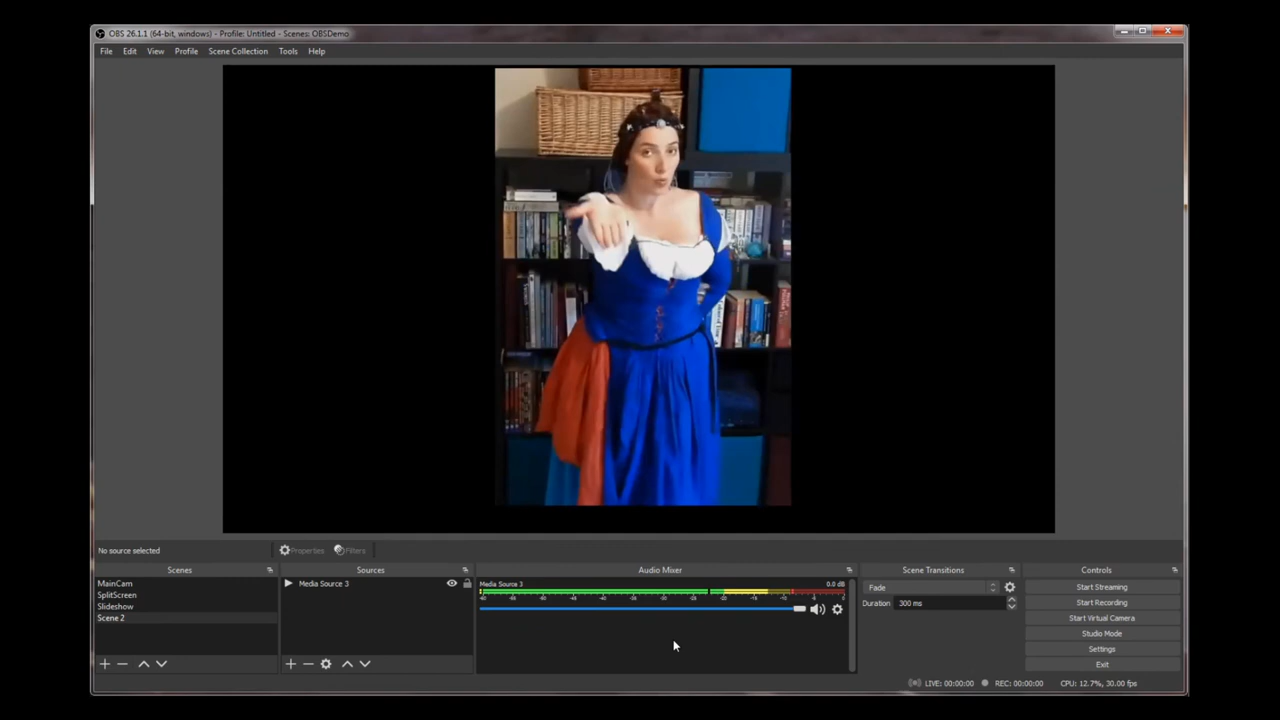 OBS 26.1.1 (64-bit, windows) - Profile: Untitled - Scenes: OBSDemo
File Edit View Profile Scene Collection Tools Help
No source selected Properties Filters
Scenes Sources Audio Mixer Scene Transitions Controls
MainCam
SplitScreen
Slideshow
Scene 2
Media Source 3
Media Source 3 0.0 dB
Fade
Duration 300 ms
Start Streaming
Start Recording
Start Virtual Camera
Studio Mode
Settings
Exit
LIVE: 00:00:00 REC: 00:00:00 CPU: 12.7%, 30.00 fps